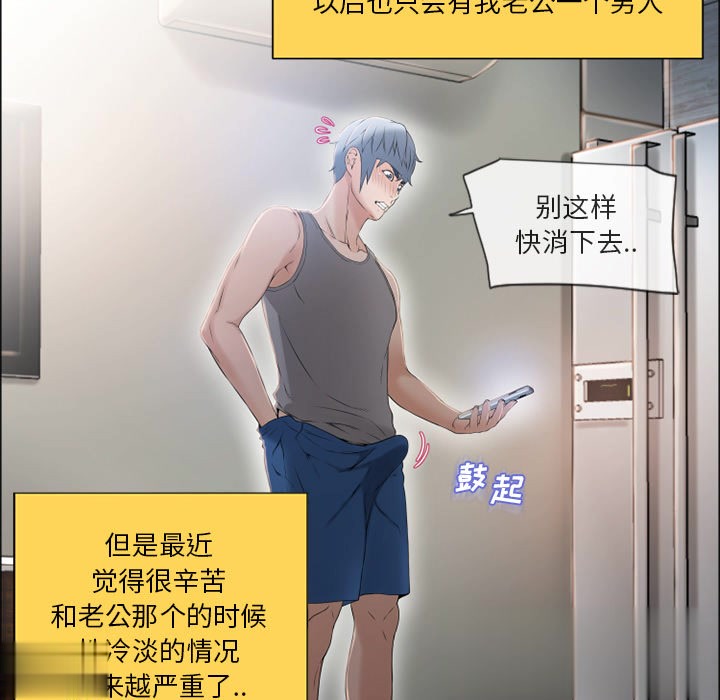 以后也只会有我老公一个男人
别这样
快消下去..
鼓起
但是最近
觉得很辛苦
和老公那个的时候
冷淡的情况
来越严重了..